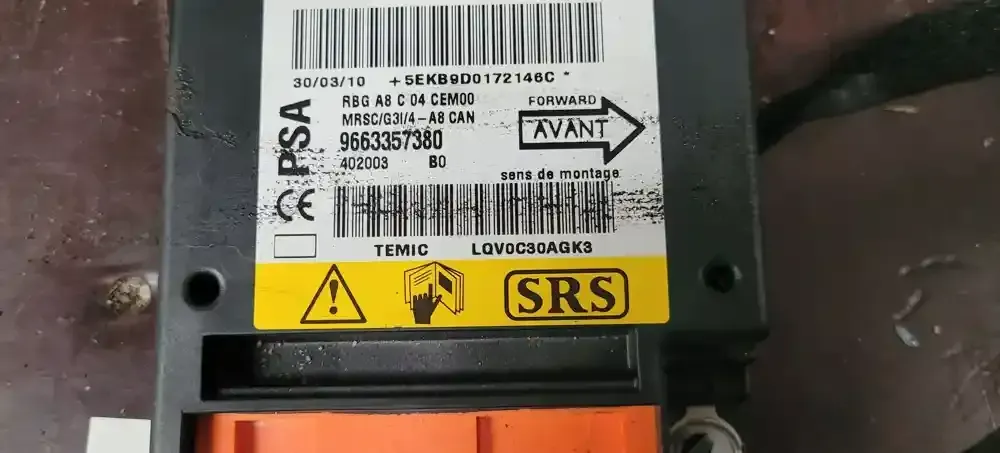 30/03/10 +5EKB9D0172146C *
PSA
RBG A8 C 04 CEM00
MRSC/G3I/4-A8 CAN
9663357380
402003 B0
FORWARD
AVANT
sens de montage
CE
TEMIC LQV0C30AGK3
SRS